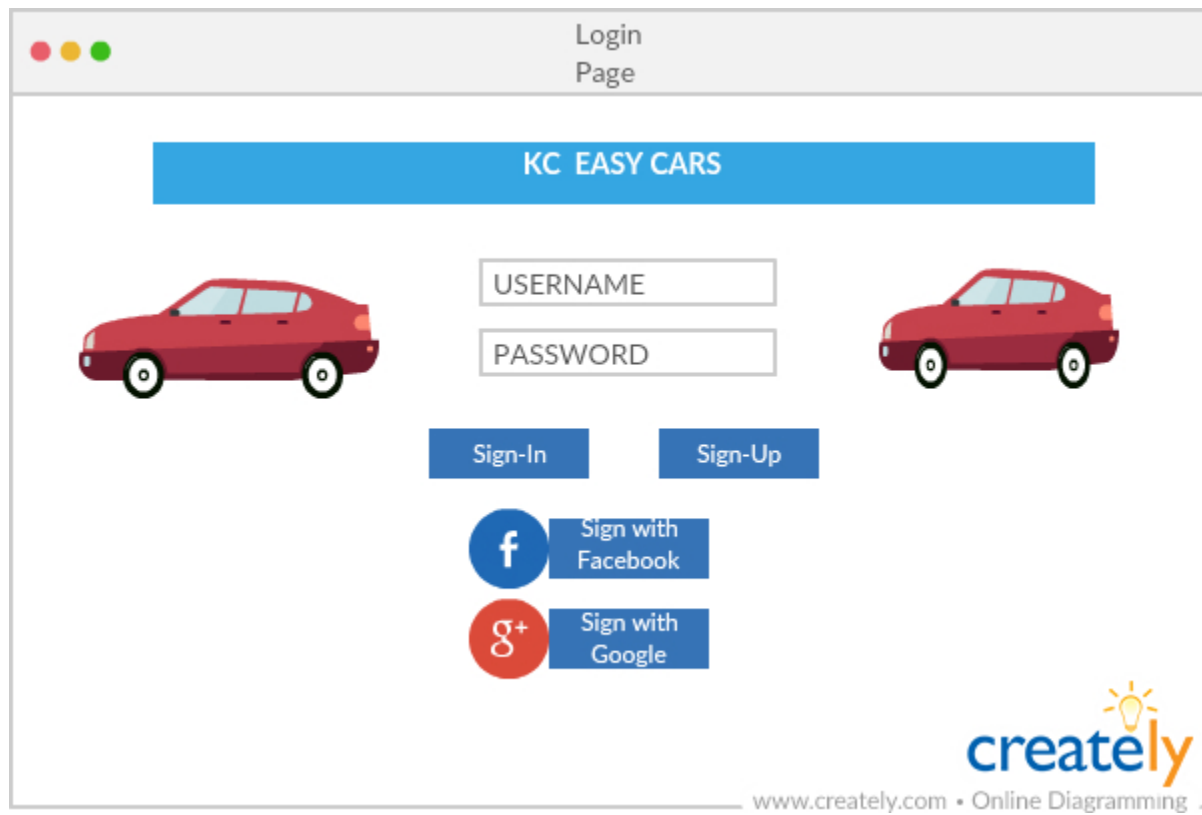 Login
Page
KC EASY CARS
USERNAME
PASSWORD
Sign-In
Sign-Up
f
Sign with
Facebook
g+
Sign with
Google
creately
www.creately.com • Online Diagramming